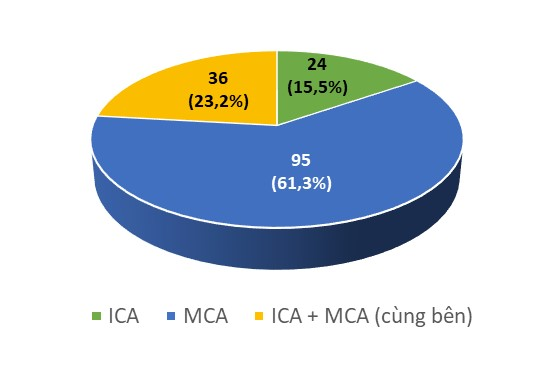 36
(23,2%)
24
(15,5%)
95
(61,3%)
ICA
MCA
ICA + MCA (cùng bên)